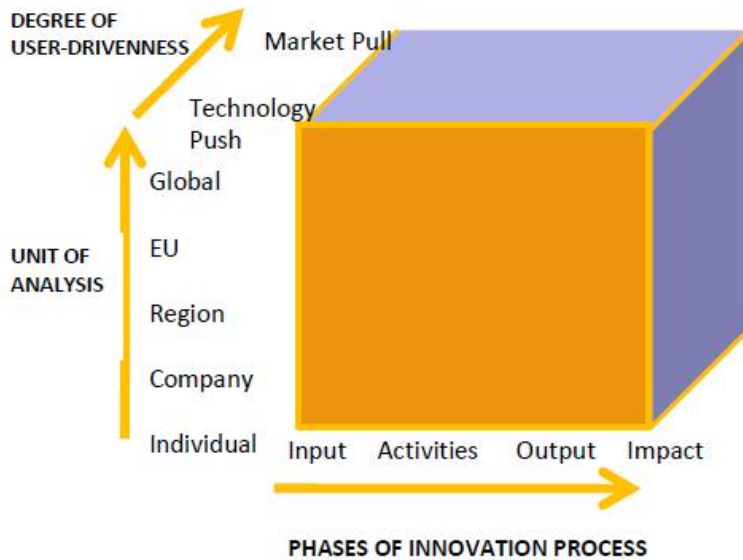 DEGREE OF
USER-DRIVENNESS
Market Pull
Technology
Push
Global
UNIT OF
ANALYSIS
EU
Region
Company
Individual
Input Activities Output Impact
PHASES OF INNOVATION PROCESS